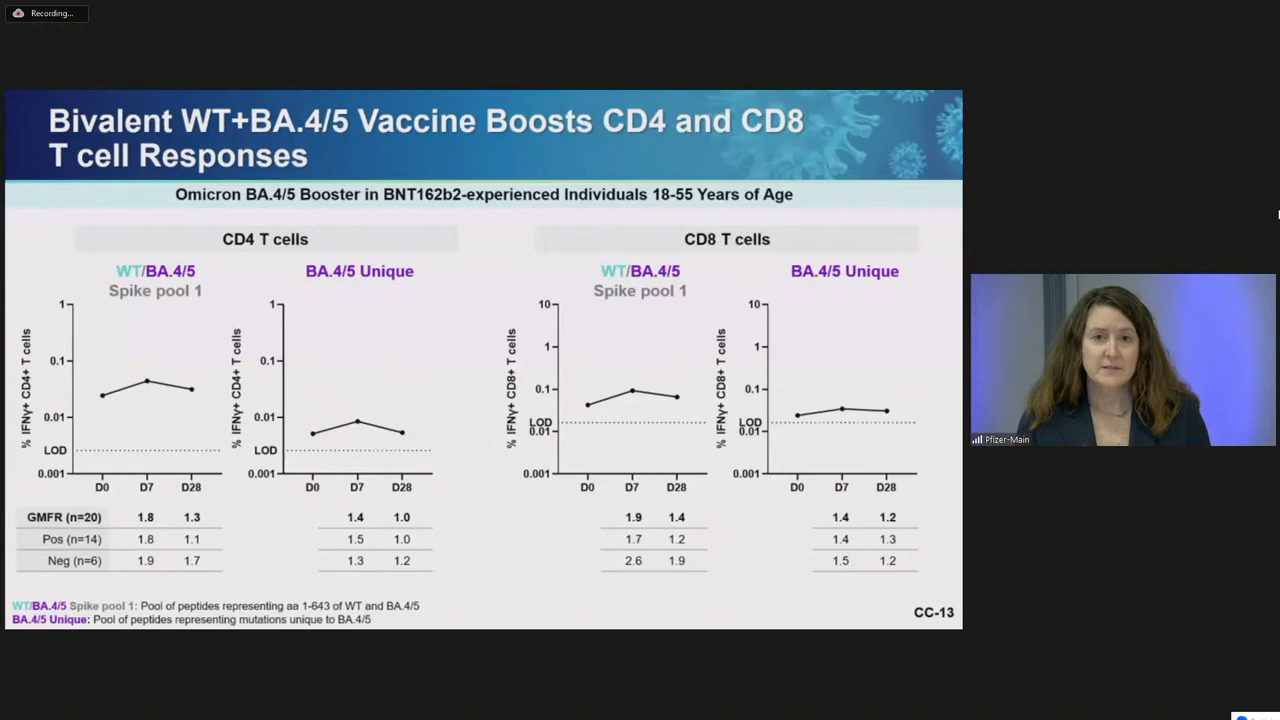 Recording...
Bivalent WT+BA.4/5 Vaccine Boosts CD4 and CD8
T cell Responses
Omicron BA.4/5 Booster in BNT162b2-experienced Individuals 18-55 Years of Age
CD4 T cells
WT/BA.4/5
Spike pool 1
% IFNγ+ CD4+ T cells
1
0.1
0.01
LOD
0.001
D0 D7 D28
BA.4/5 Unique
% IFNγ+ CD4+ T cells
1
0.1
0.01
LOD
0.001
D0 D7 D28
CD8 T cells
WT/BA.4/5
Spike pool 1
% IFNγ+ CD8+ T cells
10
1
0.1
LOD
0.01
0.001
D0 D7 D28
BA.4/5 Unique
% IFNγ+ CD8+ T cells
10
1
0.1
LOD
0.01
0.001
D0 D7 D28
GMFR (n=20) 1.8 1.3 1.4 1.0 1.9 1.4 1.4 1.2
Pos (n=14) 1.8 1.1 1.5 1.0 1.7 1.2 1.4 1.3
Neg (n=6) 1.9 1.7 1.3 1.2 2.6 1.9 1.5 1.2
WT/BA.4/5 Spike pool 1: Pool of peptides representing aa 1-643 of WT and BA.4/5
BA.4/5 Unique: Pool of peptides representing mutations unique to BA.4/5
CC-13
Pfizer-Main